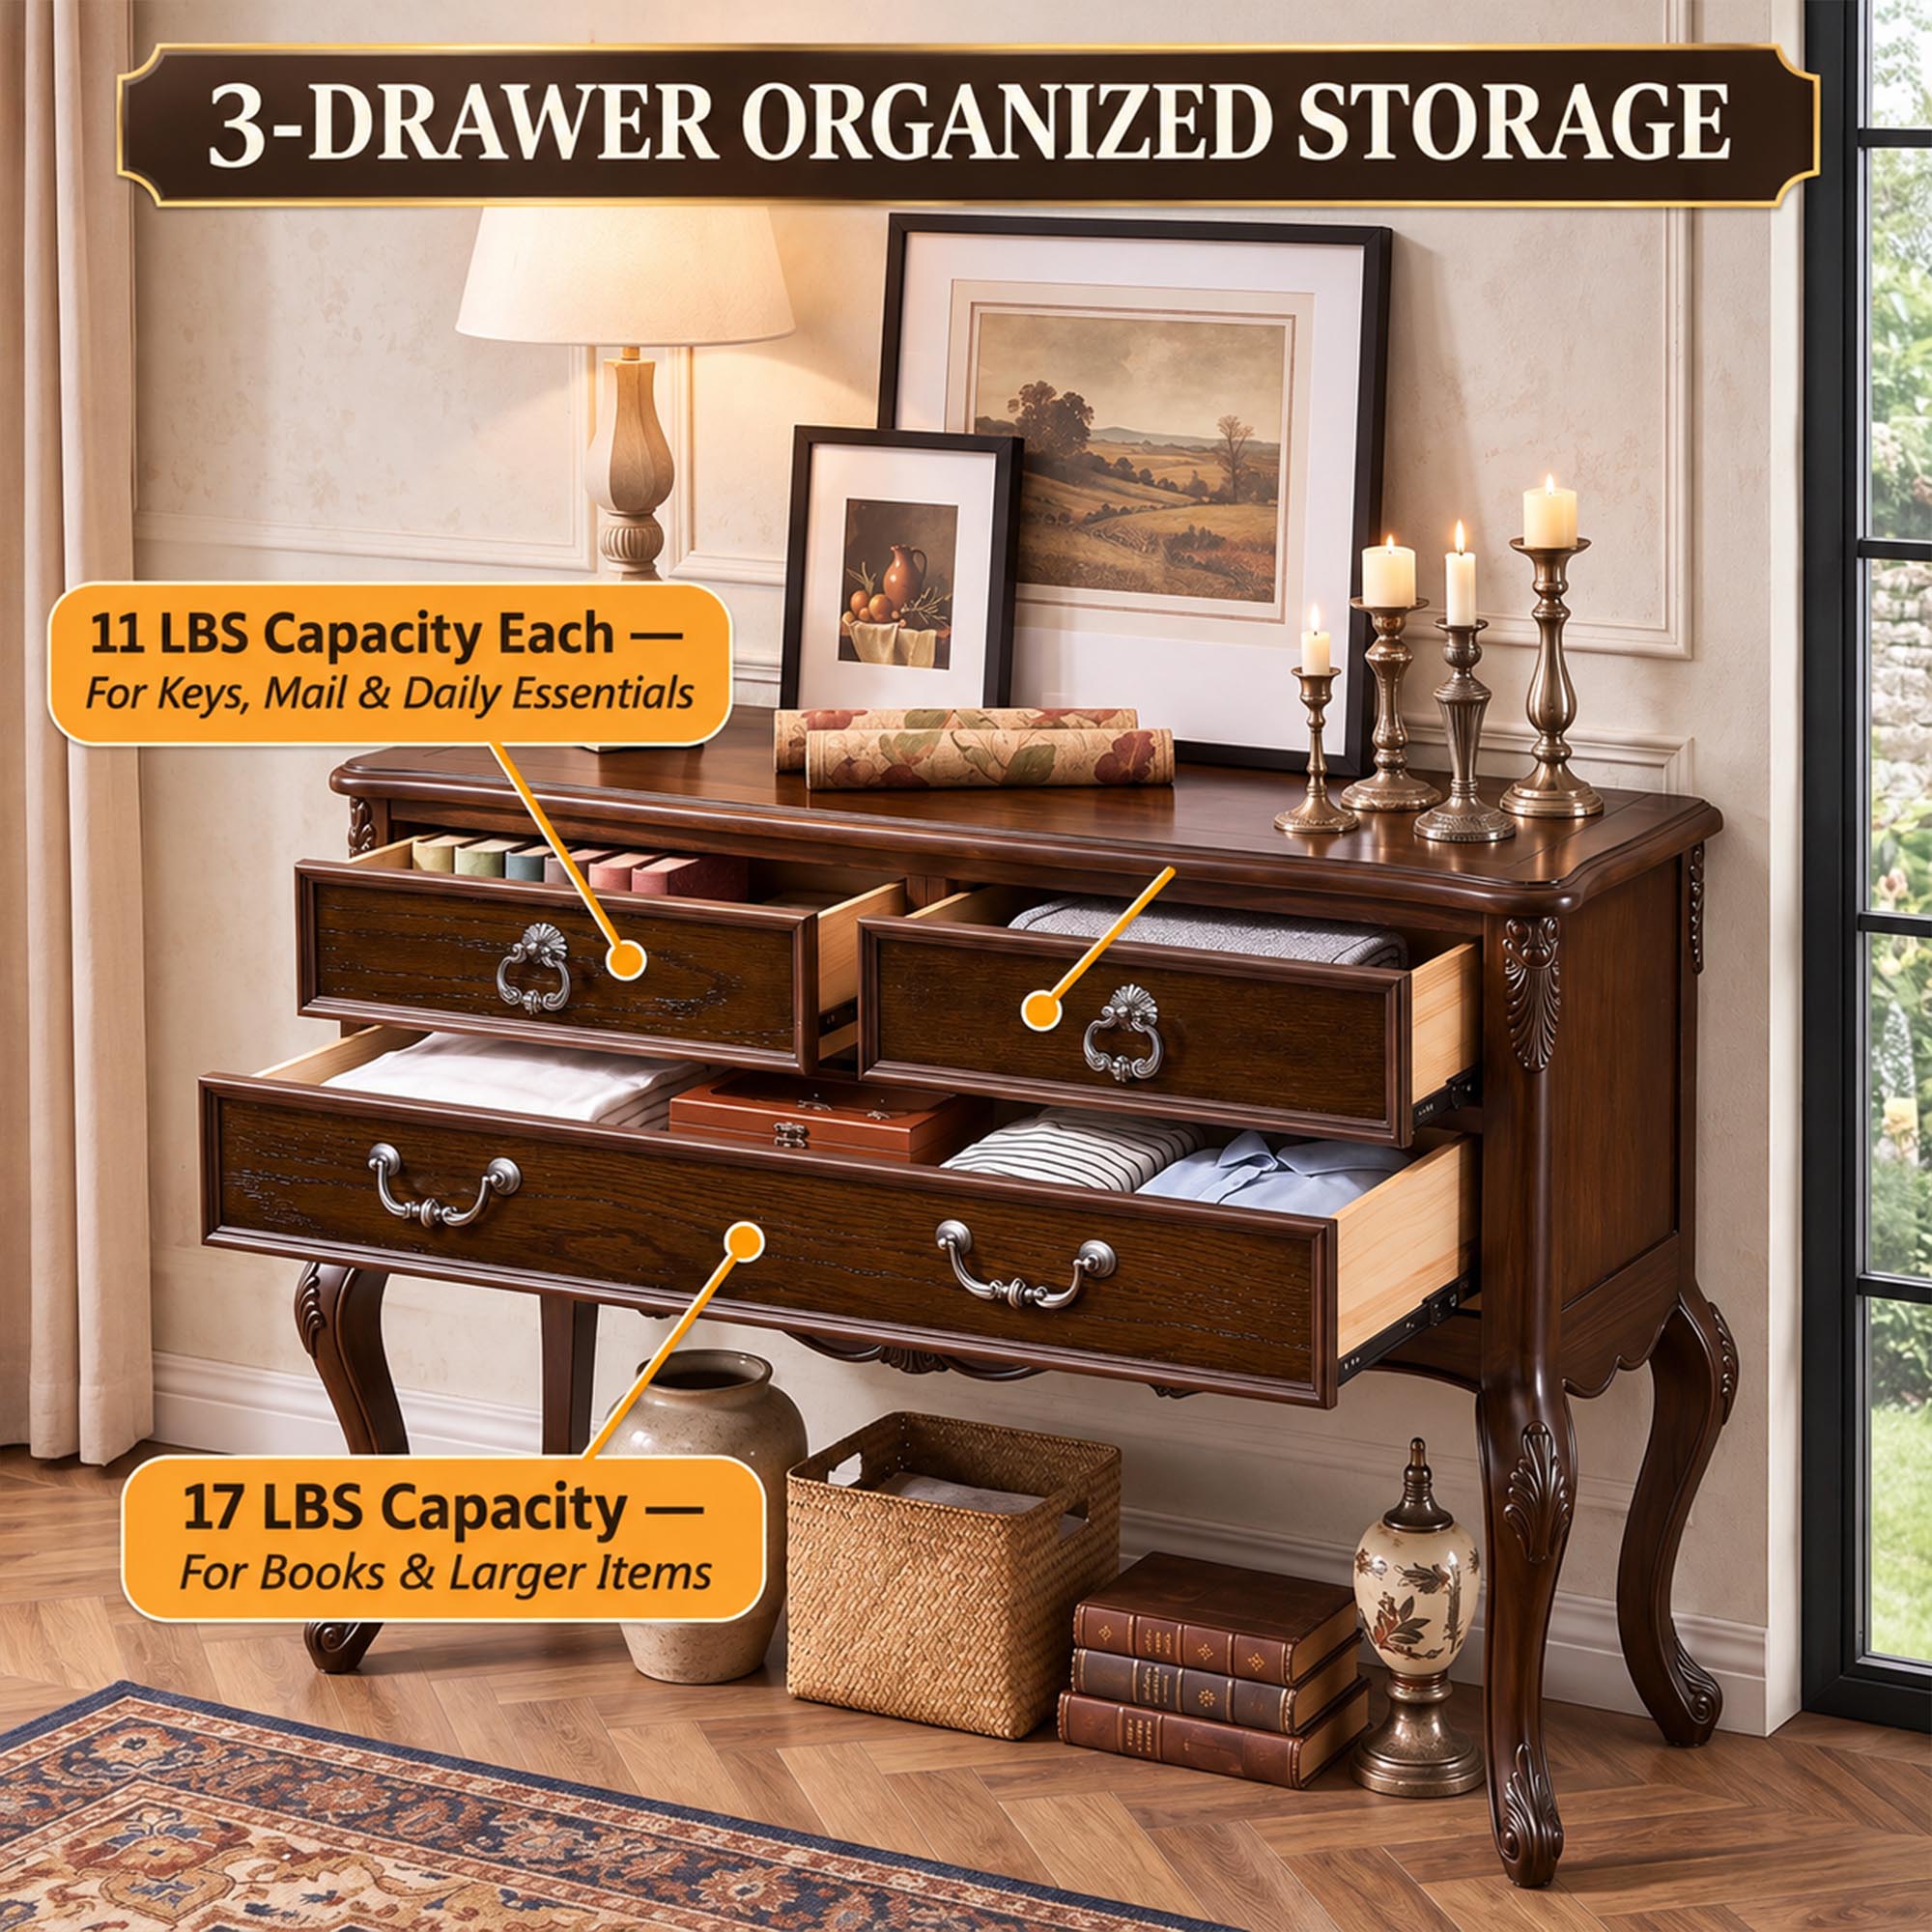 3-DRAWER ORGANIZED STORAGE
11 LBS Capacity Each —
For Keys, Mail & Daily Essentials
17 LBS Capacity —
For Books & Larger Items